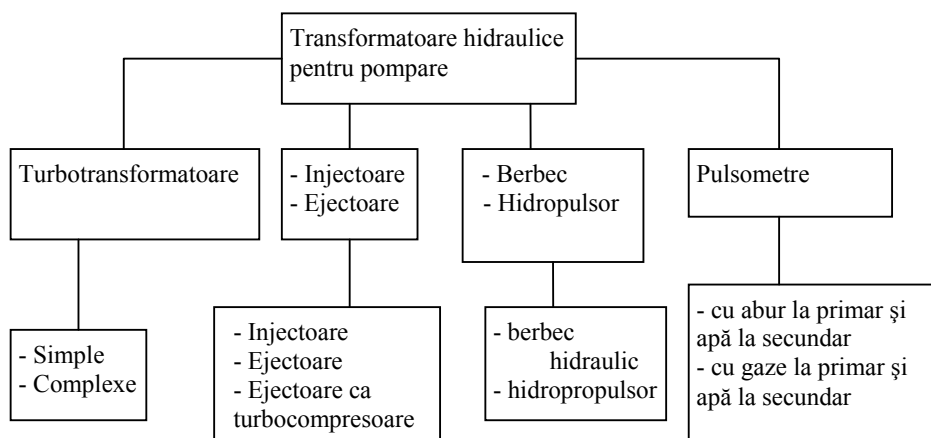 Transformatoare hidraulice
pentru pompare
Turbotransformatoare
- Injectoare
- Ejectoare
- Berbec
- Hidropulsor
Pulsometre
- Simple
- Complexe
- Injectoare
- Ejectoare
- Ejectoare ca
turbocompresoare
- berbec
hidraulic
- hidropropulsor
- cu abur la primar şi
apă la secundar
- cu gaze la primar şi
apă la secundar